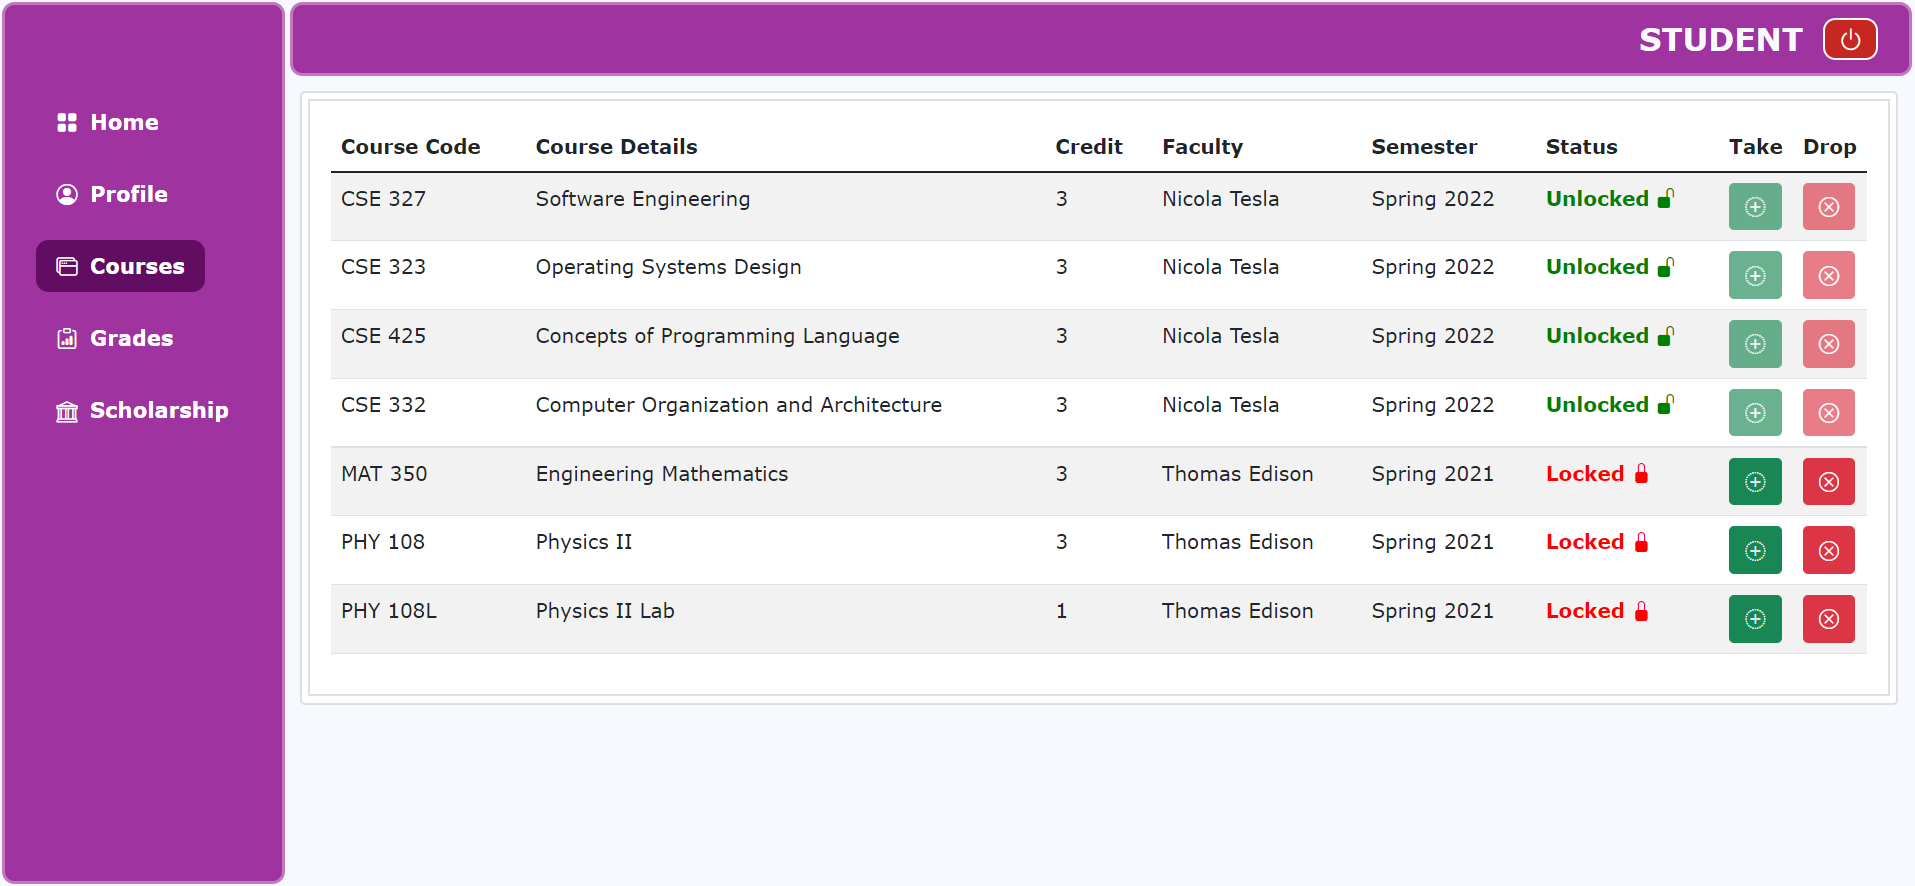 STUDENT
Home
Profile
Courses
Grades
Scholarship
Course Code Course Details Credit Faculty Semester Status Take Drop
CSE 327 Software Engineering 3 Nicola Tesla Spring 2022 Unlocked
CSE 323 Operating Systems Design 3 Nicola Tesla Spring 2022 Unlocked
CSE 425 Concepts of Programming Language 3 Nicola Tesla Spring 2022 Unlocked
CSE 332 Computer Organization and Architecture 3 Nicola Tesla Spring 2022 Unlocked
MAT 350 Engineering Mathematics 3 Thomas Edison Spring 2021 Locked
PHY 108 Physics II 3 Thomas Edison Spring 2021 Locked
PHY 108L Physics II Lab 1 Thomas Edison Spring 2021 Locked